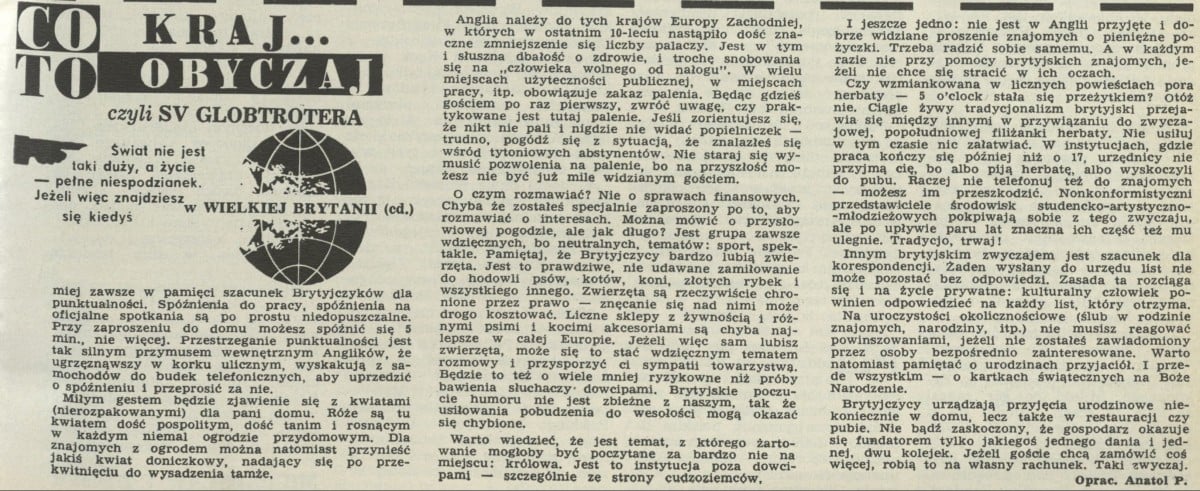 CO KRAJ...
TO OBYCZAJ
czyli SV GLOBTROTERA
Świat nie jest
taki duży, a życie
— pełne niespodzianek.
Jeżeli więc znajdziesz
się kiedyś
w WIELKIEJ BRYTANII (cd.)
miej zawsze w pamięci szacunek Brytyjczyków dla
punktualności. Spóźnienia do pracy, spóźnienia na
oficjalne spotkania są po prostu niedopuszczalne.
Przy zaproszeniu do domu możesz spóźnić się 5
min., nie więcej. Przestrzeganie punktualności jest
tak silnym przymusem wewnętrznym Anglików, że
ugrzęznąwszy w korku ulicznym, wyskakują z sa-
mochodów do budek telefonicznych, aby uprzedzić
o spóźnieniu i przeprosić za nie.
Miłym gestem będzie zjawienie się z kwiatami
(nierozpakowanymi) dla pani domu. Róże są tu
kwiatem dość pospolitym, dość tanim i rosnącym
w każdym niemal ogrodzie przydomowym. Dla
znajomych z ogrodem można natomiast przynieść
jakiś kwiat doniczkowy, nadający się po prze-
kwitnięciu do wysadzenia tamże.
Anglia należy do tych krajów Europy Zachodniej,
w których w ostatnim 10-leciu nastąpiło dość zna-
czne zmniejszenie się liczby palaczy. Jest w tym
i słuszna dbałość o zdrowie, i trochę snobowania
się na „człowieka wolnego od nałogu". W wielu
miejscach użyteczności publicznej, w miejscach
pracy, itp. obowiązuje zakaz palenia. Będąc gdzieś
gościem po raz pierwszy, zwróć uwagę, czy prak-
tykowane jest tutaj palenie. Jeśli zorientujesz się,
że nikt nie pali i nigdzie nie widać popielniczek —
trudno, pogódź się z sytuacją, że znalazłeś się
wśród tytoniowych abstynentów. Nie staraj się wy-
musić pozwolenia na palenie, bo na przyszłość mo-
żesz nie być już mile widzianym gościem.
O czym rozmawiać? Nie o sprawach finansowych.
Chyba że zostałeś specjalnie zaproszony po to, aby
rozmawiać o interesach. Można mówić o przysło-
wiowej pogodzie, ale jak długo? Jest grupa zawsze
wdzięcznych, bo neutralnych, tematów: sport, spek-
takle. Pamiętaj, że Brytyjczycy bardzo lubią zwie-
rzęta. Jest to prawdziwe, nie udawane zamiłowanie
do hodowli psów, kotów, koni, złotych rybek i
wszystkiego innego. Zwierzęta są rzeczywiście chro-
nione przez prawo — znęcanie się nad nimi może
drogo kosztować. Liczne sklepy z żywnością i róż-
nymi psimi i kocimi akcesoriami są chyba naj-
lepsze w całej Europie. Jeżeli więc sam lubisz
zwierzęta, może się to stać wdzięcznym tematem
rozmowy i przysporzyć ci sympatii towarzystwa.
Będzie to też o wiele mniej ryzykowne niż próby
bawienia słuchaczy dowcipami. Brytyjskie poczu-
cie humoru nie jest zbieżne z naszym, tak że
usiłowania pobudzenia do wesołości mogą okazać
się chybione.
Warto wiedzieć, że jest temat, z którego żarto-
wanie mogłoby być poczytane za bardzo nie na
miejscu: królowa. Jest to instytucja poza dowci-
pami — szczególnie ze strony cudzoziemców,
I jeszcze jedno: nie jest w Anglii przyjęte i do-
brze widziane proszenie znajomych o pieniężne po-
życzki. Trzeba radzić sobie samemu. A w każdym
razie nie przy pomocy brytyjskich znajomych, je-
żeli nie chce się stracić w ich oczach.
Czy wzmiankowana w licznych powieściach pora
herbaty — 5 o'clock stała się przeżytkiem? Otóż
nie. Ciągle żywy tradycjonalizm brytyjski przeja-
wia się między innymi w przywiązaniu do zwycza-
jowej, popołudniowej filiżanki herbaty. Nie usiłuj
w tym czasie nic załatwiać. W instytucjach, gdzie
praca kończy się później niż o 17, urzędnicy nie
przyjmą cię, bo albo piją herbatę, albo wyskoczyli
do pubu. Raczej nie telefonuj też do znajomych
— możesz im przeszkodzić. Nonkonformistyczni
przedstawiciele środowisk studencko-artystyczno-
-młodzieżowych pokpiwają sobie z tego zwyczaju,
ale po upływie paru lat znaczna ich część też mu
ulegnie. Tradycjo, trwaj!
Innym brytyjskim zwyczajem jest szacunek dla
korespondencji. Żaden wysłany do urzędu list nie
może pozostać bez odpowiedzi. Zasada ta rozciąga
się i na życie prywatne: kulturalny człowiek po-
winien odpowiedzieć na każdy list, który otrzyma.
Na uroczystości okolicznościowe (ślub w rodzinie
znajomych, narodziny, itp.) nie musisz reagować
powinszowaniami, jeżeli nie zostałeś zawiadomiony
przez osoby bezpośrednio zainteresowane. Warto
natomiast pamiętać o urodzinach przyjaciół. I prze-
de wszystkim — o kartkach świątecznych na Boże
Narodzenie.
Brytyjczycy urządzają przyjęcia urodzinowe nie-
koniecznie w domu, lecz także w restauracji czy
pubie. Nie bądź zaskoczony, że gospodarz okazuje
się fundatorem tylko jakiegoś jednego dania i jed-
nej, dwu kolejek. Jeżeli goście chcą zamówić coś
więcej, robią to na własny rachunek. Taki zwyczaj.
Oprac. Anatol P.